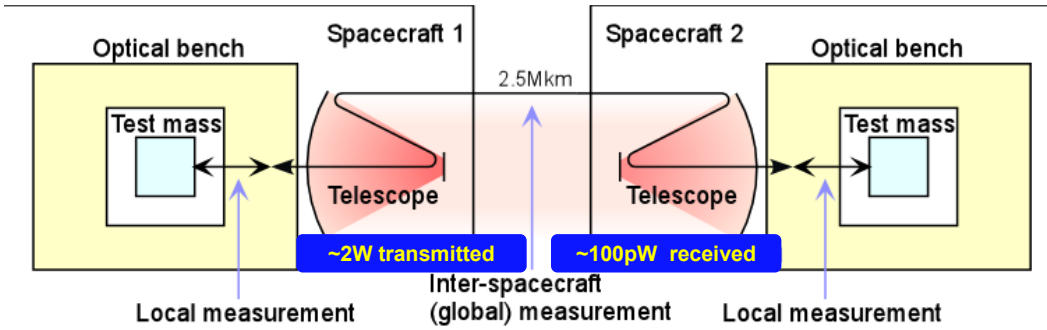 Spacecraft 1
Spacecraft 2
Optical bench
Optical bench
2.5Mkm
Test mass
Test mass
Telescope
Telescope
~2W transmitted
~100pW received
Inter-spacecraft
(global) measurement
Local measurement
Local measurement